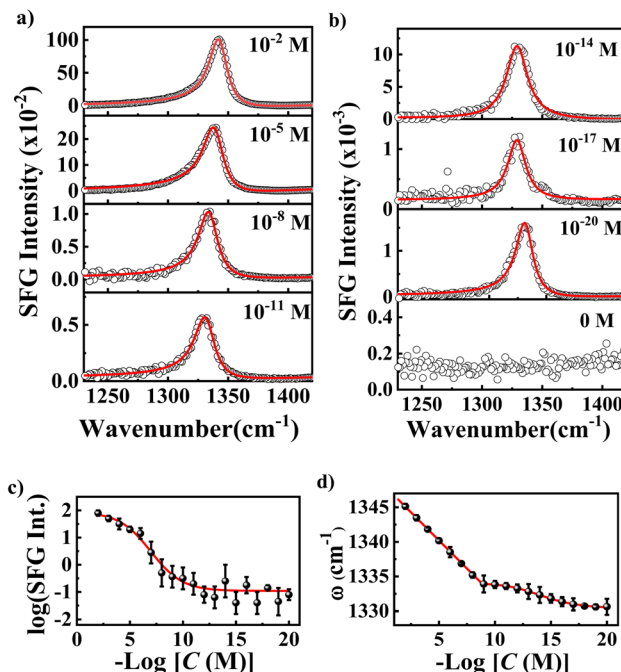 a)
10⁻² M
100
50
0
10⁻⁵ M
20
10
0
10⁻⁸ M
1.0
0.5
0.0
10⁻¹¹ M
0.5
0.0
1250 1300 1350 1400
Wavenumber(cm⁻¹)
SFG Intensity (x10⁻²)
b)
10⁻¹⁴ M
10
5
0
10⁻¹⁷ M
1
0
10⁻²⁰ M
1
0
0 M
0.4
0.2
0.0
1250 1300 1350 1400
Wavenumber(cm⁻¹)
SFG Intensity (x10⁻³)
c)
2
1
0
-1
-2
0 5 10 15 20
-Log [C (M)]
log(SFG Int.)
d)
1345
1340
1335
1330
5 10 15 20
-Log [C (M)]
ω (cm⁻¹)